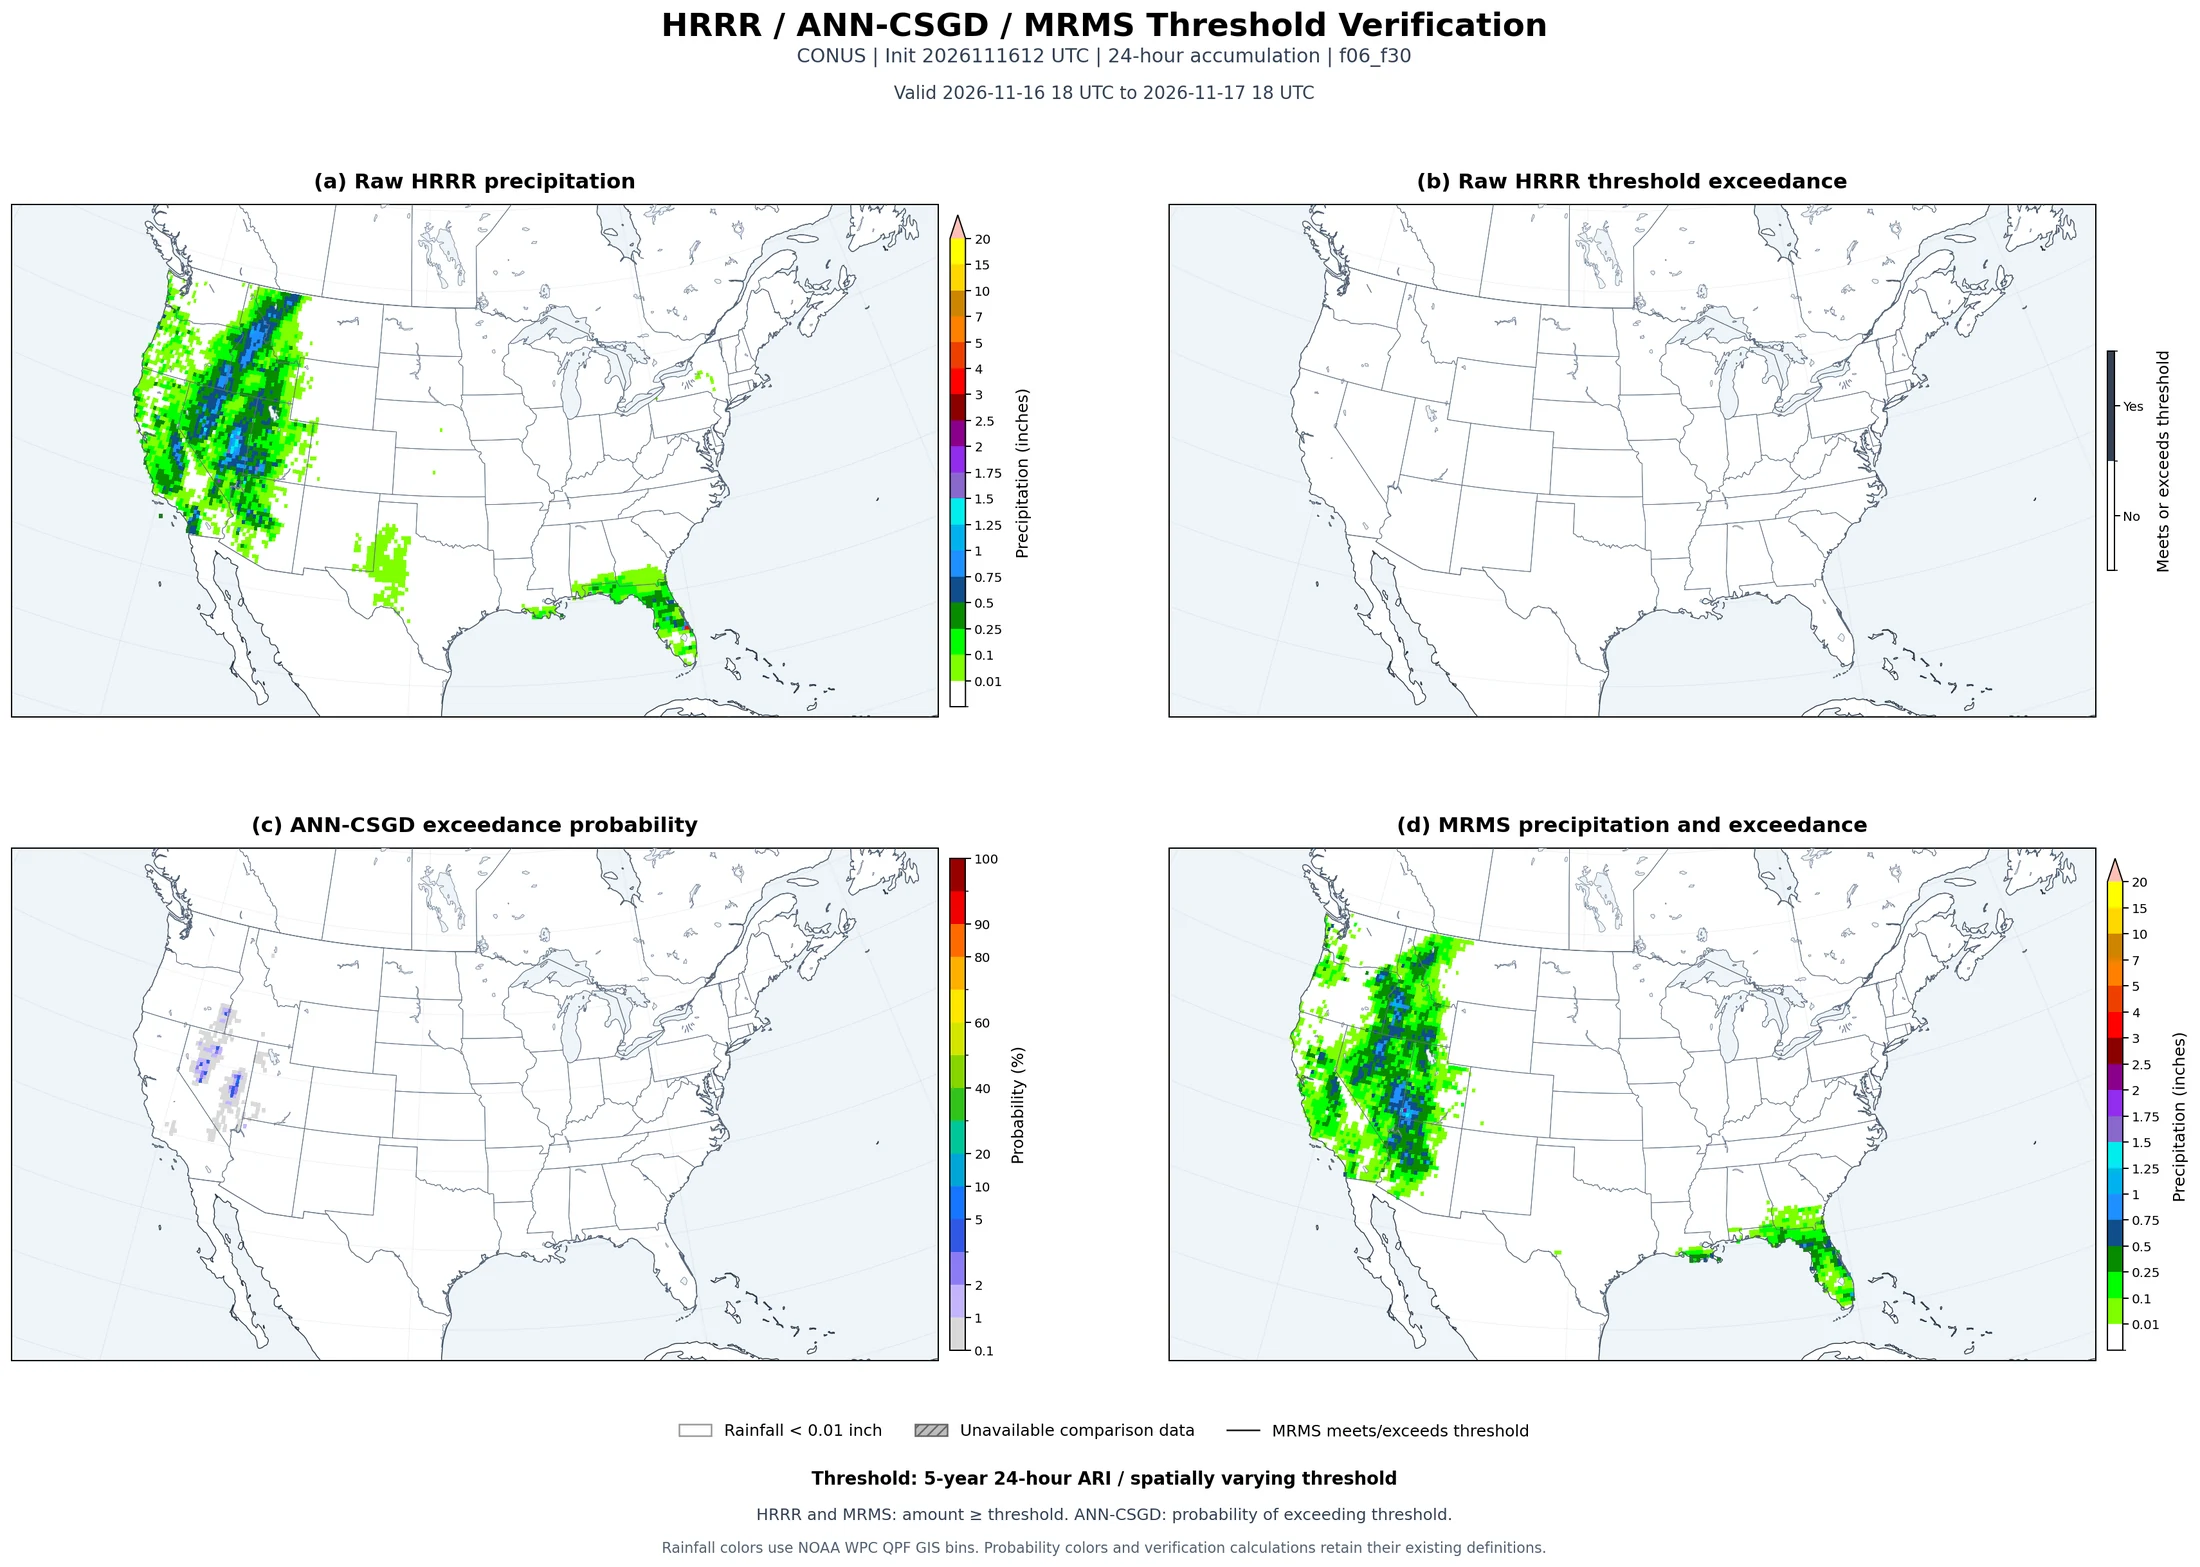 HRRR / ANN-CSGD / MRMS Threshold Verification
CONUS | Init 2026111612 UTC | 24-hour accumulation | f06_f30
Valid 2026-11-16 18 UTC to 2026-11-17 18 UTC
(a) Raw HRRR precipitation
20
15
10
7
5
4
3
2.5
2
1.75
1.5
1.25
1
0.75
0.5
0.25
0.1
0.01
Precipitation (inches)
(b) Raw HRRR threshold exceedance
Yes
No
Meets or exceeds threshold
(c) ANN-CSGD exceedance probability
100
90
80
60
40
20
10
5
2
1
0.1
Probability (%)
(d) MRMS precipitation and exceedance
20
15
10
7
5
4
3
2.5
2
1.75
1.5
1.25
1
0.75
0.5
0.25
0.1
0.01
Precipitation (inches)
Rainfall < 0.01 inch
Unavailable comparison data
MRMS meets/exceeds threshold
Threshold: 5-year 24-hour ARI / spatially varying threshold
HRRR and MRMS: amount ≥ threshold. ANN-CSGD: probability of exceeding threshold.
Rainfall colors use NOAA WPC QPF GIS bins. Probability colors and verification calculations retain their existing definitions.